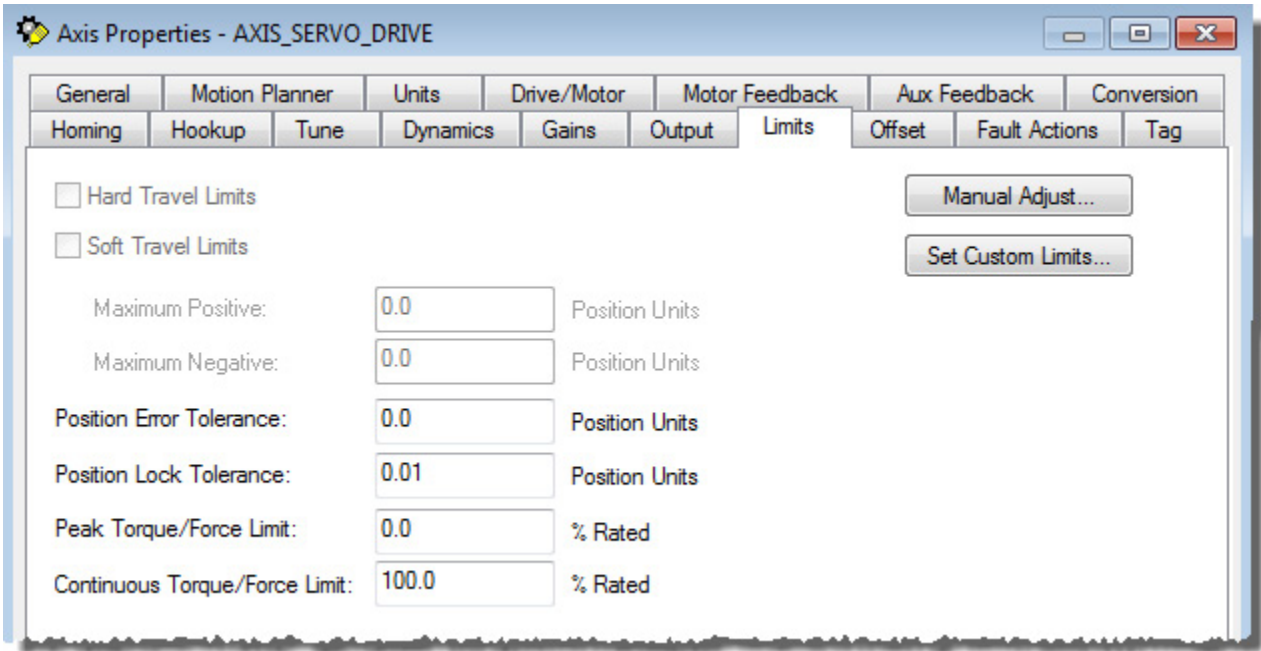 Axis Properties - AXIS_SERVO_DRIVE
General Motion Planner Units Drive/Motor Motor Feedback Aux Feedback Conversion
Homing Hookup Tune Dynamics Gains Output Limits Offset Fault Actions Tag
Hard Travel Limits Manual Adjust...
Soft Travel Limits Set Custom Limits...
Maximum Positive: 0.0 Position Units
Maximum Negative: 0.0 Position Units
Position Error Tolerance: 0.0 Position Units
Position Lock Tolerance: 0.01 Position Units
Peak Torque/Force Limit: 0.0 % Rated
Continuous Torque/Force Limit: 100.0 % Rated